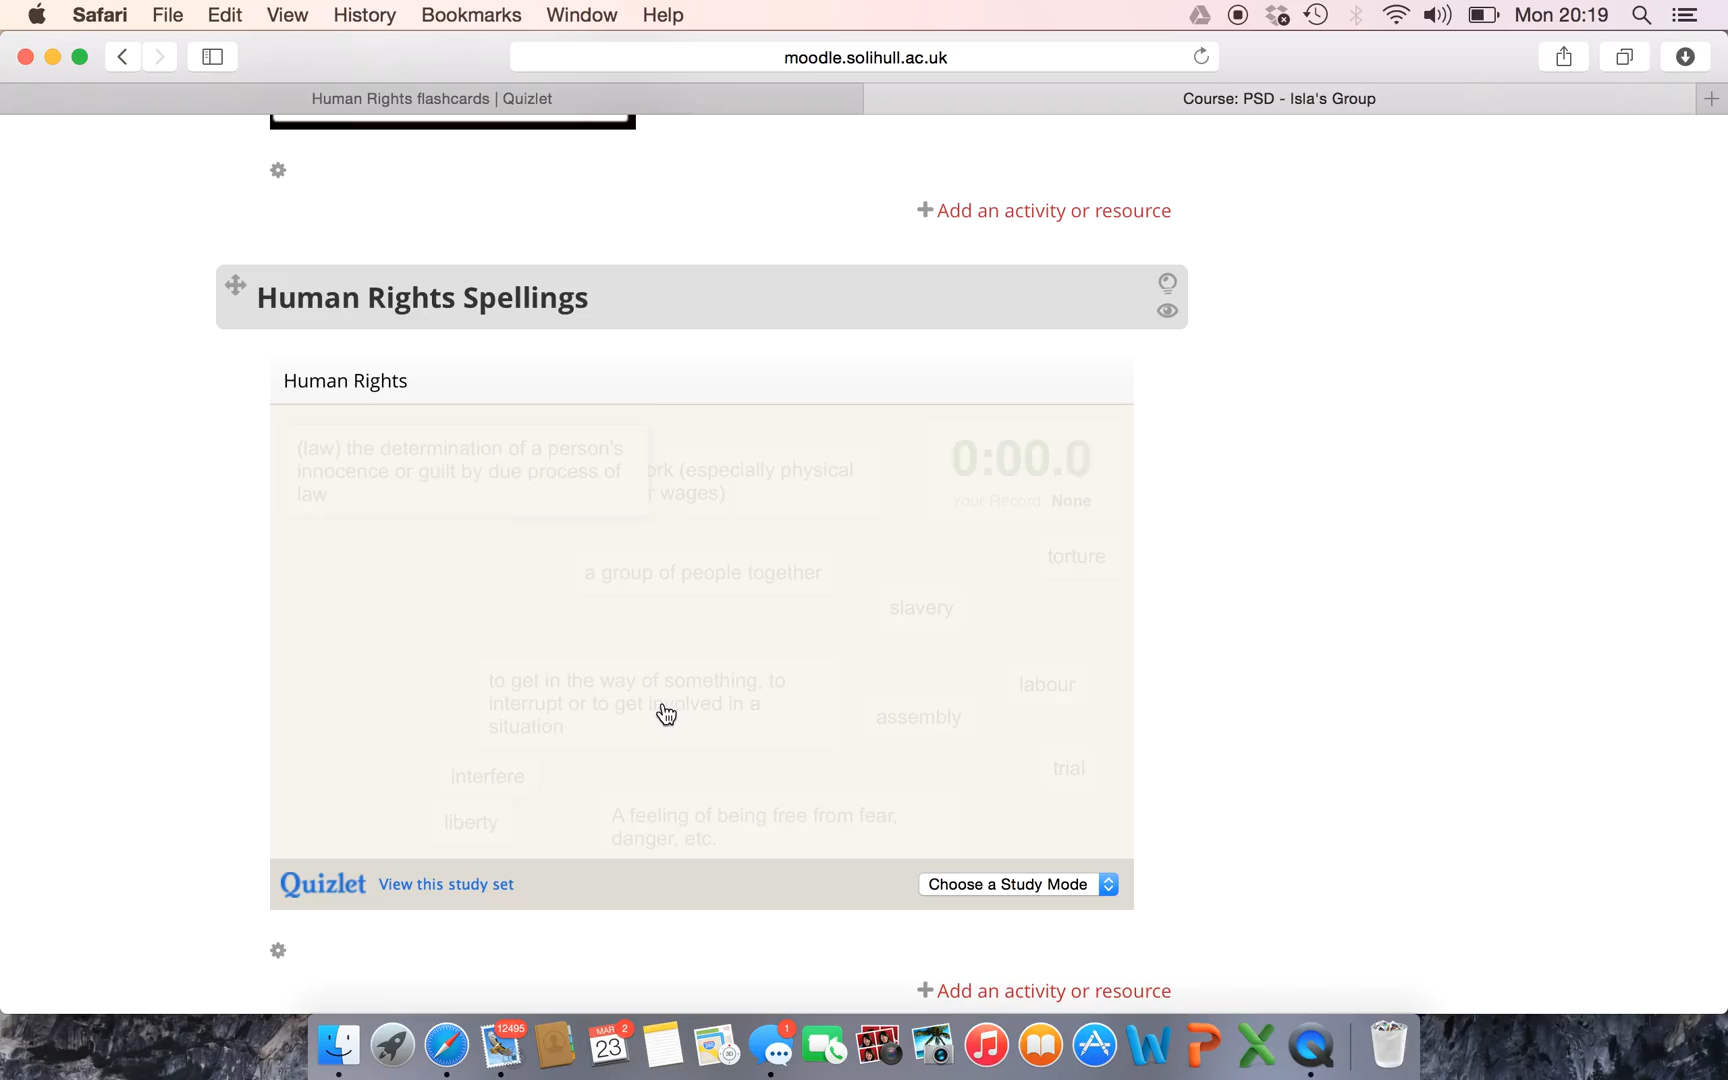 Safari File Edit View History Bookmarks Window Help Mon 20:19
moodle.solihull.ac.uk
Human Rights flashcards | Quizlet
Course: PSD - Isla's Group
Add an activity or resource
Human Rights Spellings
Human Rights
(law) the determination of a person's
innocence or guilt by due process of
law
(especially physical
wages)
0:00.0
Your Record None
torture
a group of people together
slavery
to get in the way of something, to
interrupt or to get involved in a
situation
labour
assembly
trial
interfere
liberty
A feeling of being free from fear,
danger, etc.
Quizlet View this study set
Choose a Study Mode
Add an activity or resource
12495
MAR 2
23
1